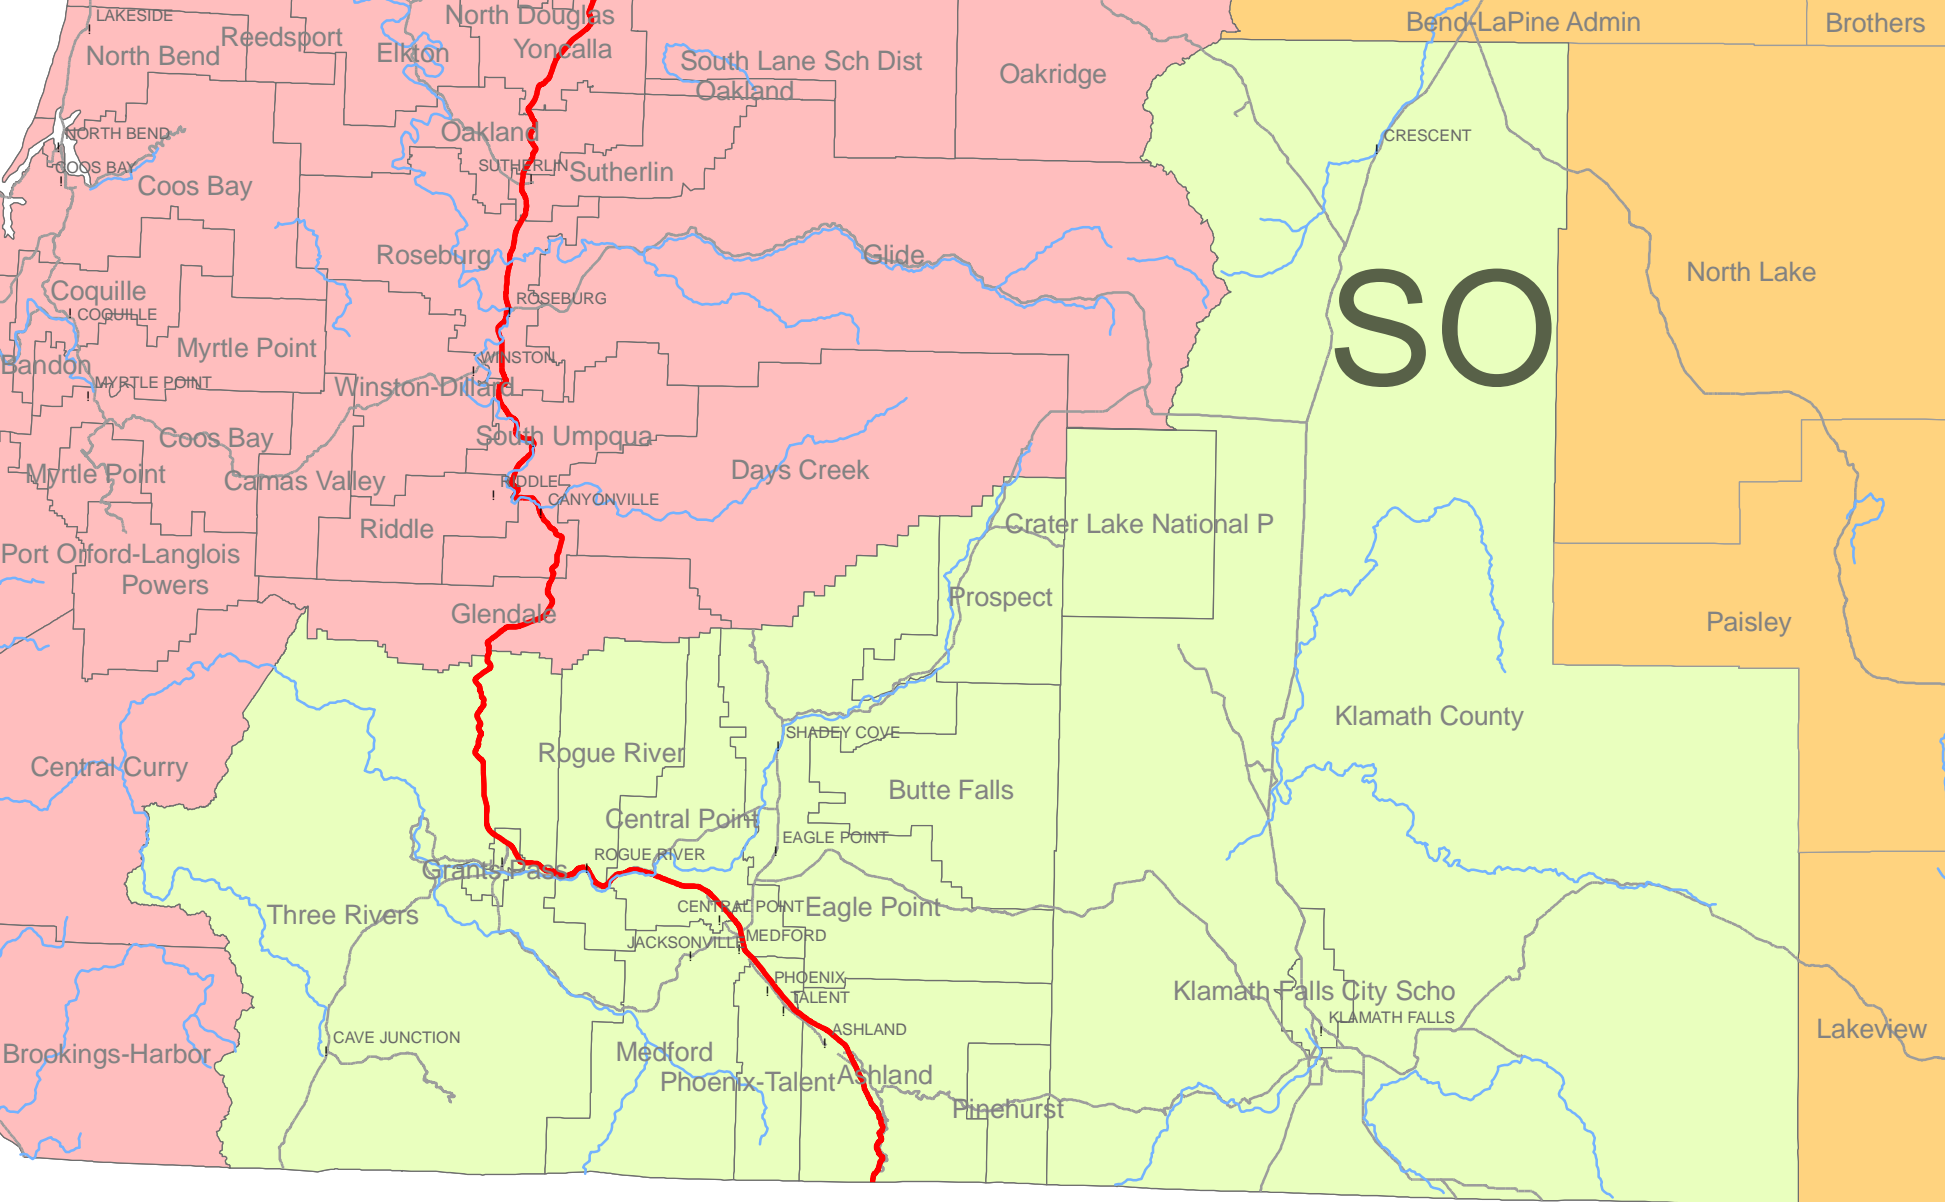 LAKESIDE
North Douglas
Bend-LaPine Admin
Brothers
Reedsport
North Bend
Elkton
Yoncalla
South Lane Sch Dist
Oakridge
Oakland
NORTH BEND
Oakland
CRESCENT
COOS BAY
SUTHERLIN
Sutherlin
Coos Bay
Roseburg
Glide
North Lake
Coquille
ROSEBURG
COQUILLE
SO
Myrtle Point
WINSTON
Bandon
MYRTLE POINT
Winston-Dillard
Coos Bay
South Umpqua
Myrtle Point
Camas Valley
RIDDLE
Days Creek
CANYONVILLE
Riddle
Crater Lake National P
Port Orford-Langlois
Powers
Prospect
Glendale
Paisley
Klamath County
SHADEY COVE
Rogue River
Central Curry
Butte Falls
Central Point
EAGLE POINT
ROGUE RIVER
Grants Pass
Three Rivers
CENTRAL POINT
Eagle Point
JACKSONVILLE
MEDFORD
PHOENIX
TALENT
Klamath Falls City Scho
KLAMATH FALLS
ASHLAND
Lakeview
CAVE JUNCTION
Brookings-Harbor
Medford
Phoenix-Talent
Ashland
Pinehurst